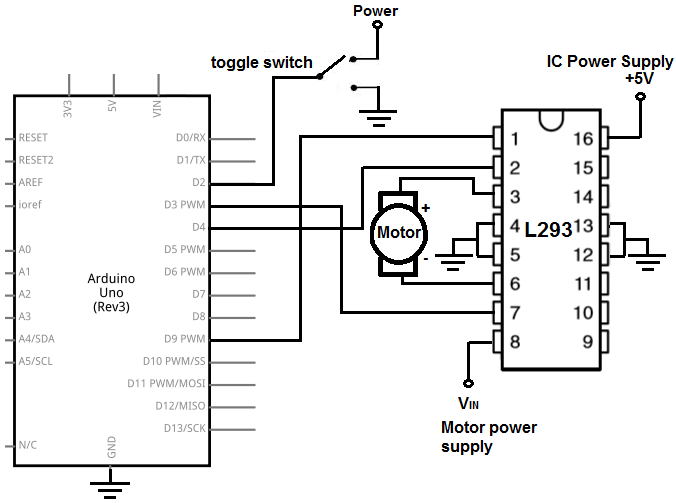 Power
toggle switch
IC Power Supply
+5V
3V3
5V
VIN
RESET
RESET2
AREF
ioref
A0
A1
A2
A3
A4/SDA
A5/SCL
N/C
Arduino
Uno
(Rev3)
D0/RX
D1/TX
D2
D3 PWM
D4
D5 PWM
D6 PWM
D7
D8
D9 PWM
D10 PWM/SS
D11 PWM/MOSI
D12/MISO
D13/SCK
GND
+
Motor
-
L293
1
2
3
4
5
6
7
8
16
15
14
13
12
11
10
9
VIN
Motor power
supply